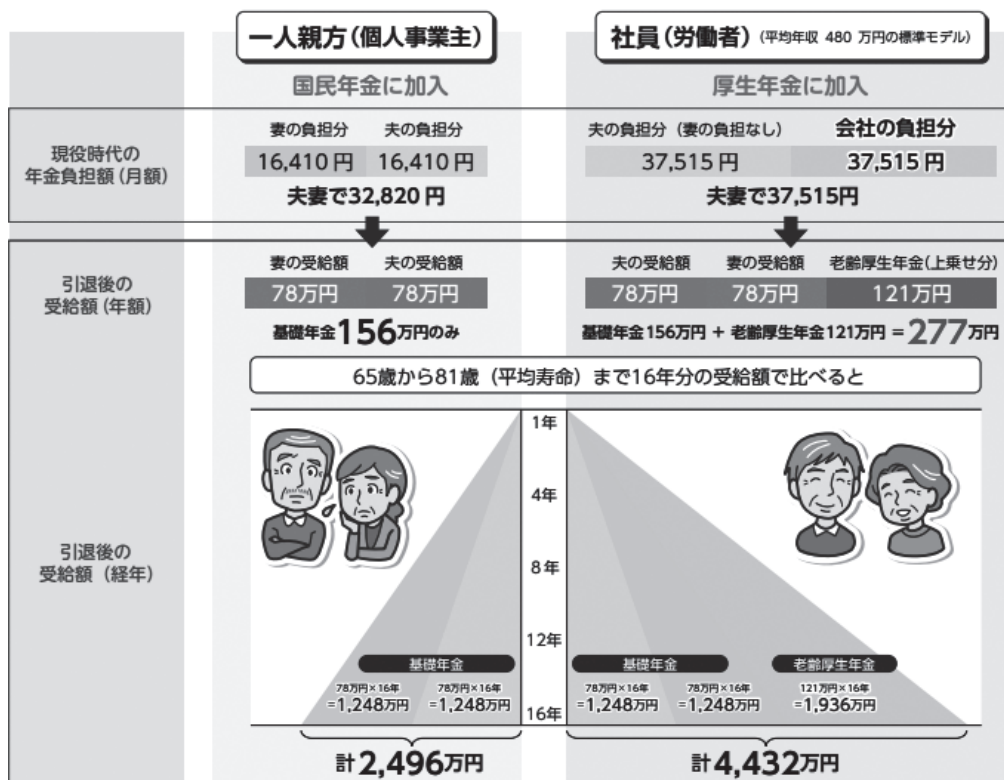 一人親方(個人事業主)
国民年金に加入
社員(労働者)(平均年収 480 万円の標準モデル)
厚生年金に加入
現役時代の
年金負担額(月額)
妻の負担分 夫の負担分
16,410 円 16,410 円
夫妻で32,820 円
夫の負担分(妻の負担なし) 会社の負担分
37,515 円 37,515 円
夫妻で37,515円
引退後の
受給額(年額)
妻の受給額 夫の受給額
78万円 78万円
基礎年金156万円のみ
夫の受給額 妻の受給額 老齢厚生年金(上乗せ分)
78万円 78万円 121万円
基礎年金156万円 + 老齢厚生年金121万円 = 277万円
65歳から81歳(平均寿命)まで16年分の受給額で比べると
引退後の
受給額(経年)
1年
4年
8年
12年
16年
基礎年金
78万円×16年 78万円×16年
=1,248万円 =1,248万円
計2,496万円
基礎年金 老齢厚生年金
78万円×16年 78万円×16年 121万円×16年
=1,248万円 =1,248万円 =1,936万円
計4,432万円